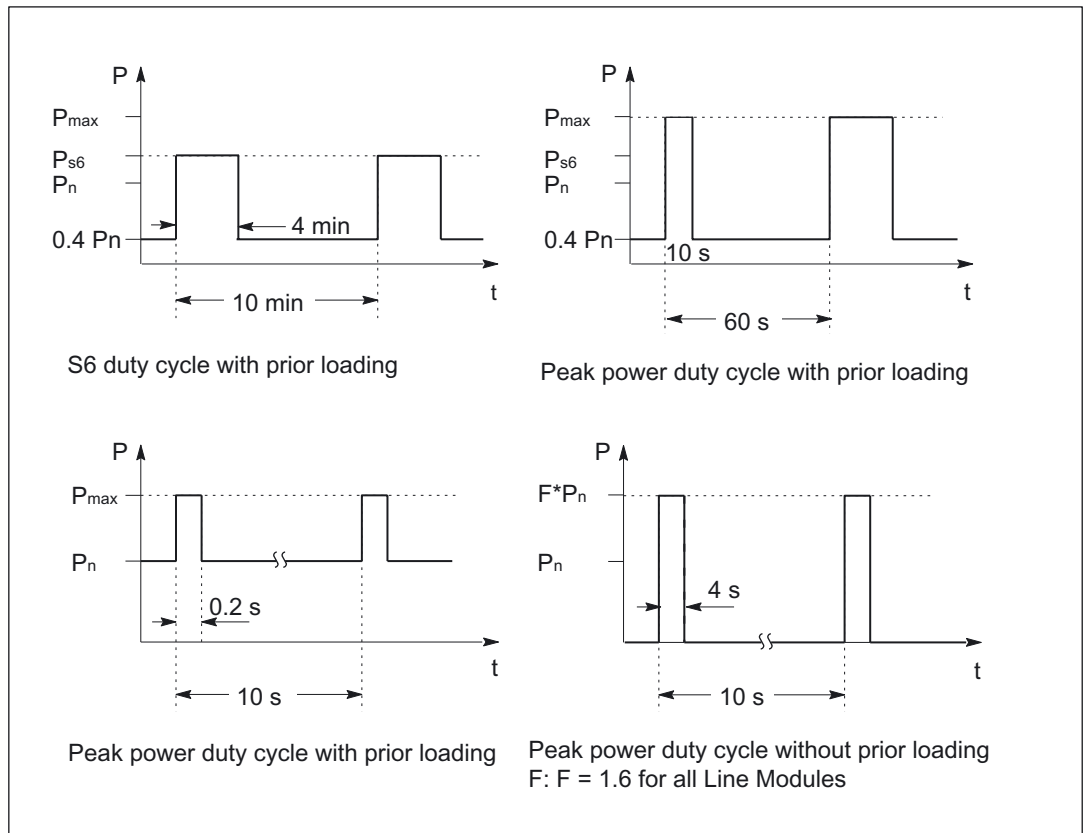 P
Pmax
Ps6
Pn
0.4 Pn
4 min
t
10 min
S6 duty cycle with prior loading
P
Pmax
Ps6
Pn
0.4 Pn
10 s
t
60 s
Peak power duty cycle with prior loading
P
Pmax
Pn
0.2 s
t
10 s
Peak power duty cycle with prior loading
P
F*Pn
Pn
4 s
t
10 s
Peak power duty cycle without prior loading
F: F = 1.6 for all Line Modules